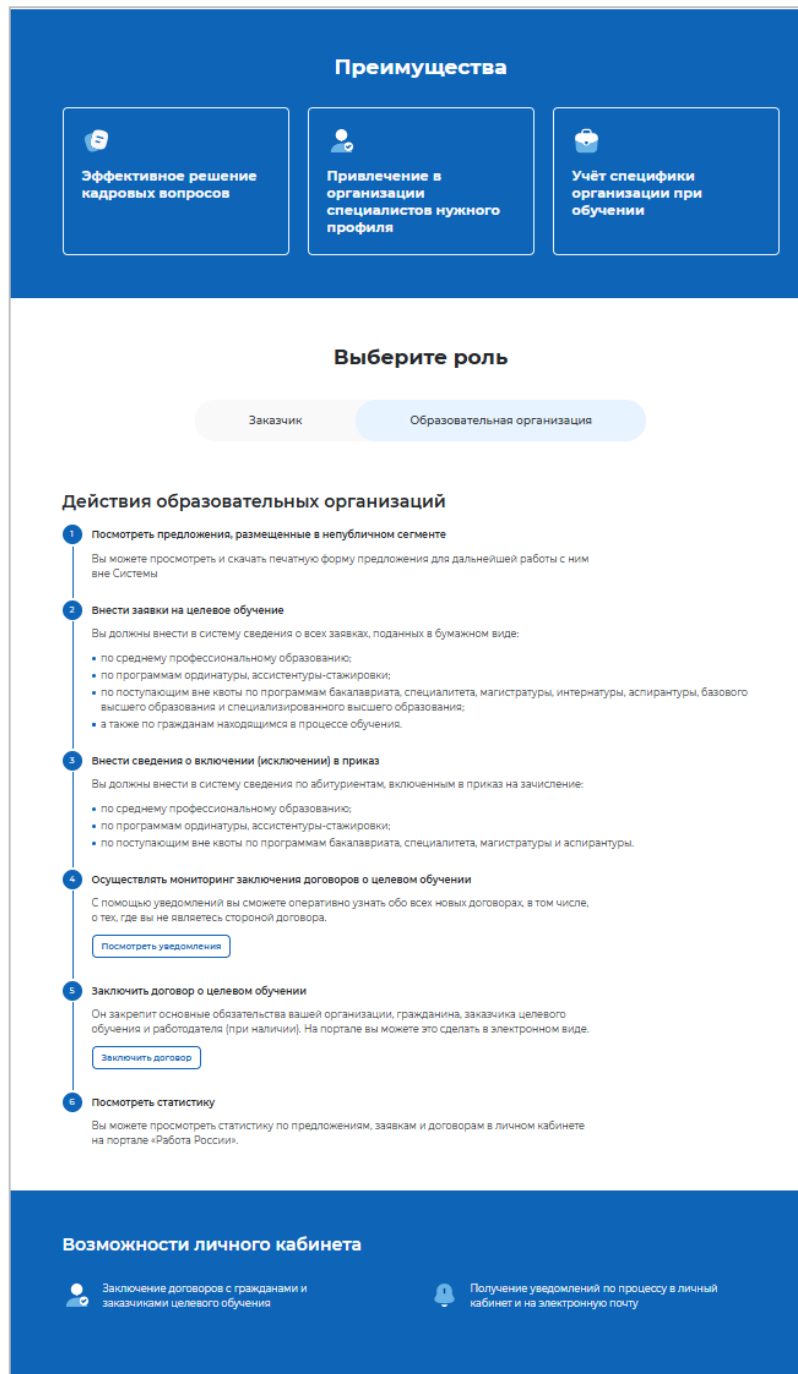 Преимущества
Эффективное решение
кадровых вопросов
Привлечение в
организации
специалистов нужного
профиля
Учёт специфики
организации при
обучении
Выберите роль
Заказчик
Образовательная организация
Действия образовательных организаций
1 Посмотреть предложения, размещенные в непубличном сегменте
Вы можете просмотреть и скачать печатную форму предложения для дальнейшей работы с ним
вне Системы
2 Внести заявки на целевое обучение
Вы должны внести в систему сведения о всех заявках, поданных в бумажном виде:
• по среднему профессиональному образованию;
• по программам ординатуры, ассистентуры-стажировки;
• по поступающим вне квоты по программам бакалавриата, специалитета, магистратуры, интернатуры, аспирантуры, базового
высшего образования и специализированного высшего образования;
• а также по гражданам находящимся в процессе обучения.
3 Внести сведения о включении (исключении) в приказ
Вы должны внести в систему сведения по абитуриентам, включенным в приказ на зачисление:
• по среднему профессиональному образованию;
• по программам ординатуры, ассистентуры-стажировки;
• по поступающим вне квоты по программам бакалавриата, специалитета, магистратуры и аспирантуры.
4 Осуществлять мониторинг заключения договоров о целевом обучении
С помощью уведомлений вы сможете оперативно узнать обо всех новых договорах, в том числе,
о тех, где вы не являетесь стороной договора.
Посмотреть уведомления
5 Заключить договор о целевом обучении
Он закрепит основные обязательства вашей организации, гражданина, заказчика целевого
обучения и работодателя (при наличии). На портале вы можете это сделать в электронном виде.
Заключить договор
6 Посмотреть статистику
Вы можете просмотреть статистику по предложениям, заявкам и договорам в личном кабинете
на портале «Работа России».
Возможности личного кабинета
Заключение договоров с гражданами и
заказчиками целевого обучения
Получение уведомлений по процессу в личный
кабинет и на электронную почту